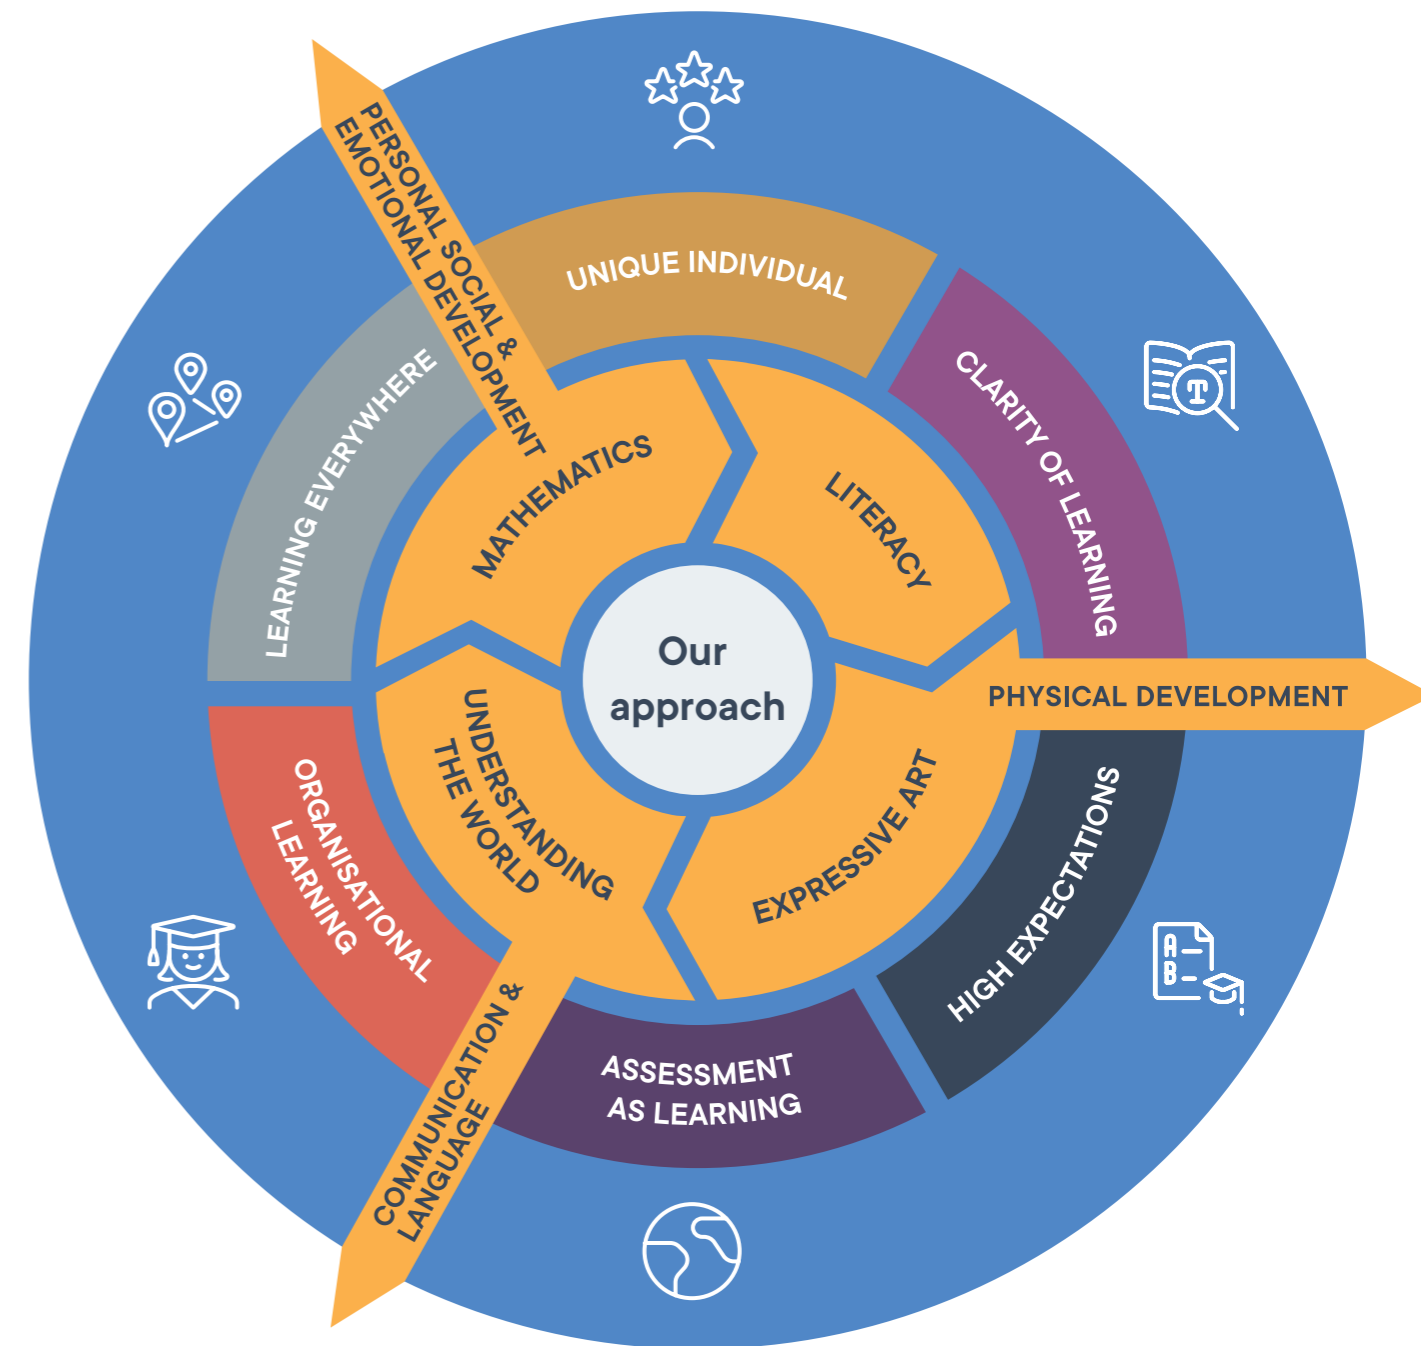 PERSONAL SOCIAL &
EMOTIONAL DEVELOPMENT
UNIQUE INDIVIDUAL
CLARITY OF LEARNING
LEARNING EVERYWHERE
MATHEMATICS
LITERACY
T
Our
approach
PHYSICAL DEVELOPMENT
UNDERSTANDING
THE WORLD
EXPRESSIVE ART
ORGANISATIONAL
LEARNING
HIGH EXPECTATIONS
A
B
COMMUNICATION &
LANGUAGE
ASSESSMENT
AS LEARNING